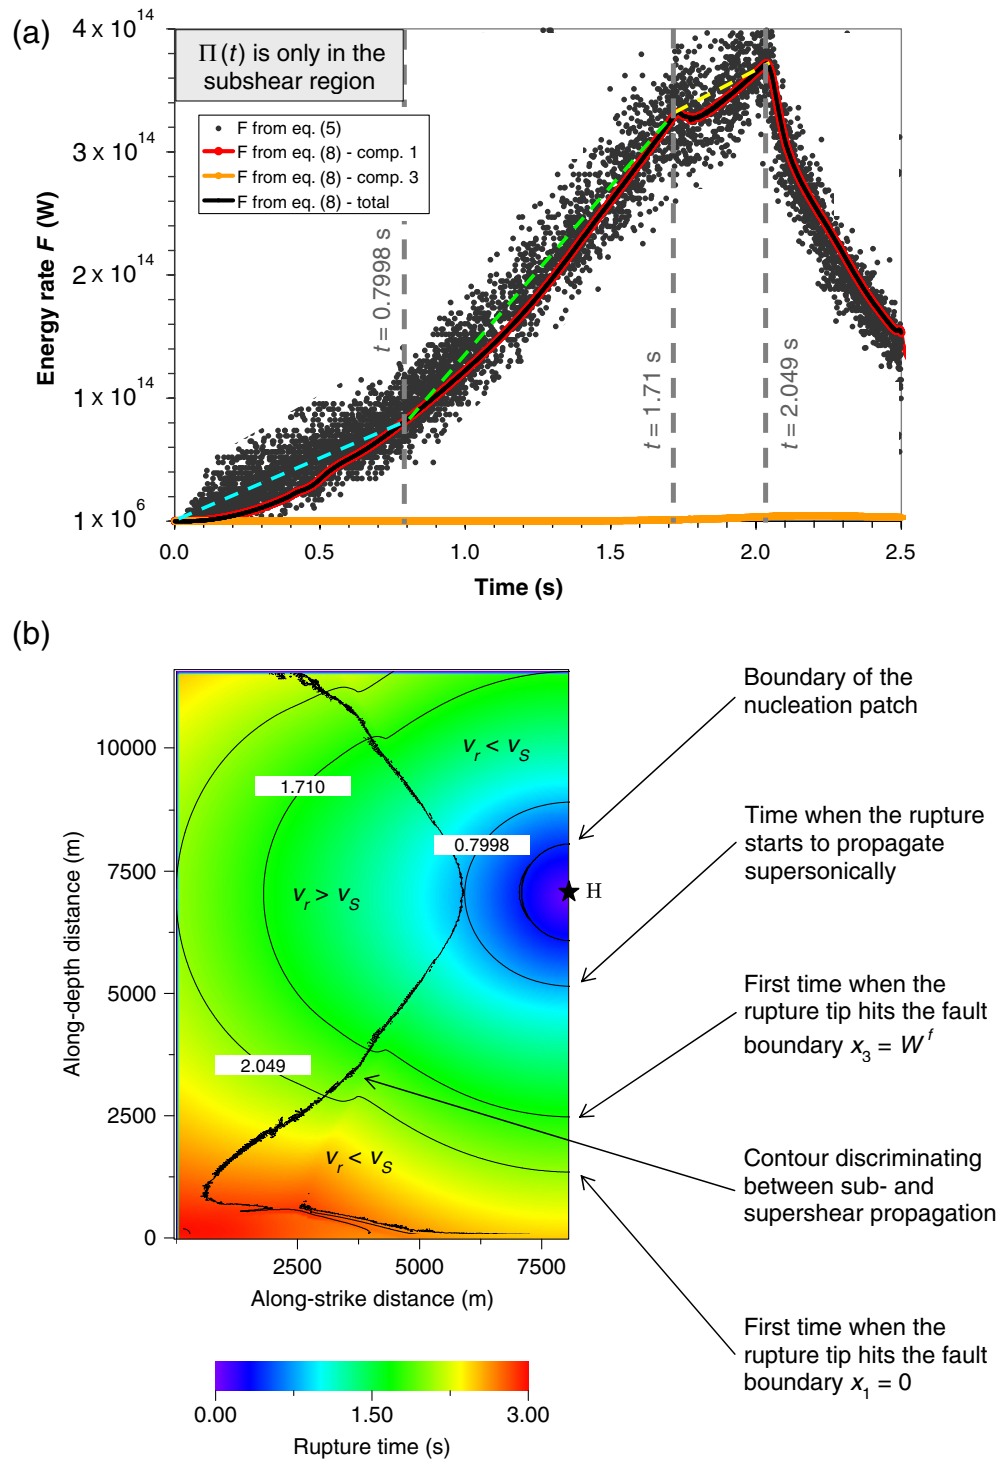 (a)
4 x 10^14
3 x 10^14
2 x 10^14
1 x 10^14
1 x 10^6
Energy rate F (W)
Π(t) is only in the
subshear region
F from eq. (5)
F from eq. (8) - comp. 1
F from eq. (8) - comp. 3
F from eq. (8) - total
t = 0.7998 s
t = 1.71 s
t = 2.049 s
0.0 0.5 1.0 1.5 2.0 2.5
Time (s)
(b)
10000
7500
5000
2500
0
Along-depth distance (m)
v_r < v_S
1.710
0.7998
v_r > v_S
H
2.049
v_r < v_S
2500 5000 7500
Along-strike distance (m)
Boundary of the
nucleation patch
Time when the rupture
starts to propagate
supersonically
First time when the
rupture tip hits the fault
boundary x_3 = W^f
Contour discriminating
between sub- and
supershear propagation
First time when the
rupture tip hits the fault
boundary x_1 = 0
0.00 1.50 3.00
Rupture time (s)